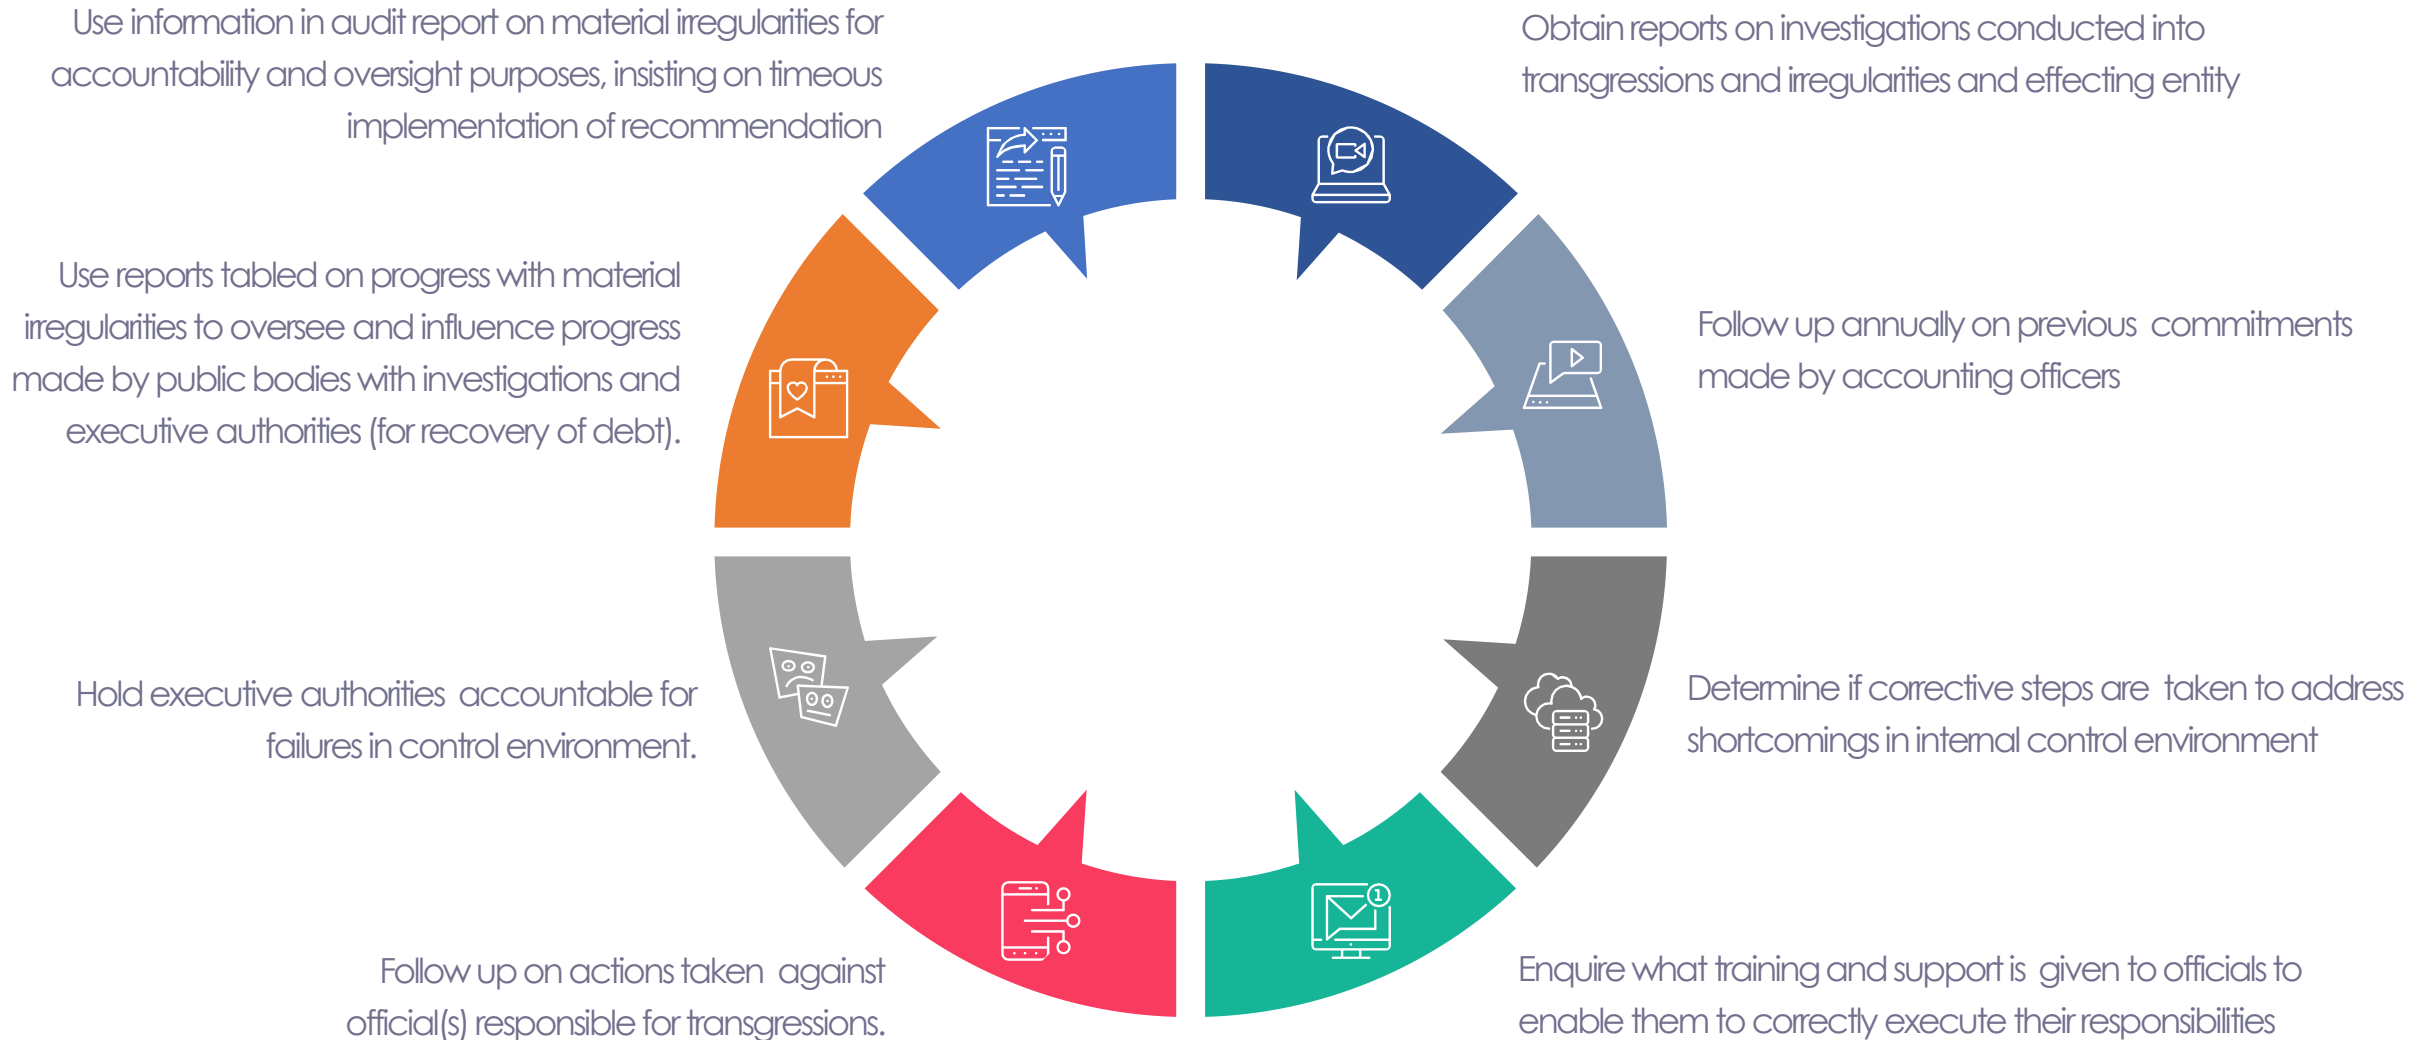 Use information in audit report on material irregularities for
accountability and oversight purposes, insisting on timeous
implementation of recommendation
Obtain reports on investigations conducted into
transgressions and irregularities and effecting entity
Use reports tabled on progress with material
irregularities to oversee and influence progress
made by public bodies with investigations and
executive authorities (for recovery of debt).
Follow up annually on previous commitments
made by accounting officers
Hold executive authorities accountable for
failures in control environment.
Determine if corrective steps are taken to address
shortcomings in internal control environment
Follow up on actions taken against
official(s) responsible for transgressions.
1
Enquire what training and support is given to officials to
enable them to correctly execute their responsibilities